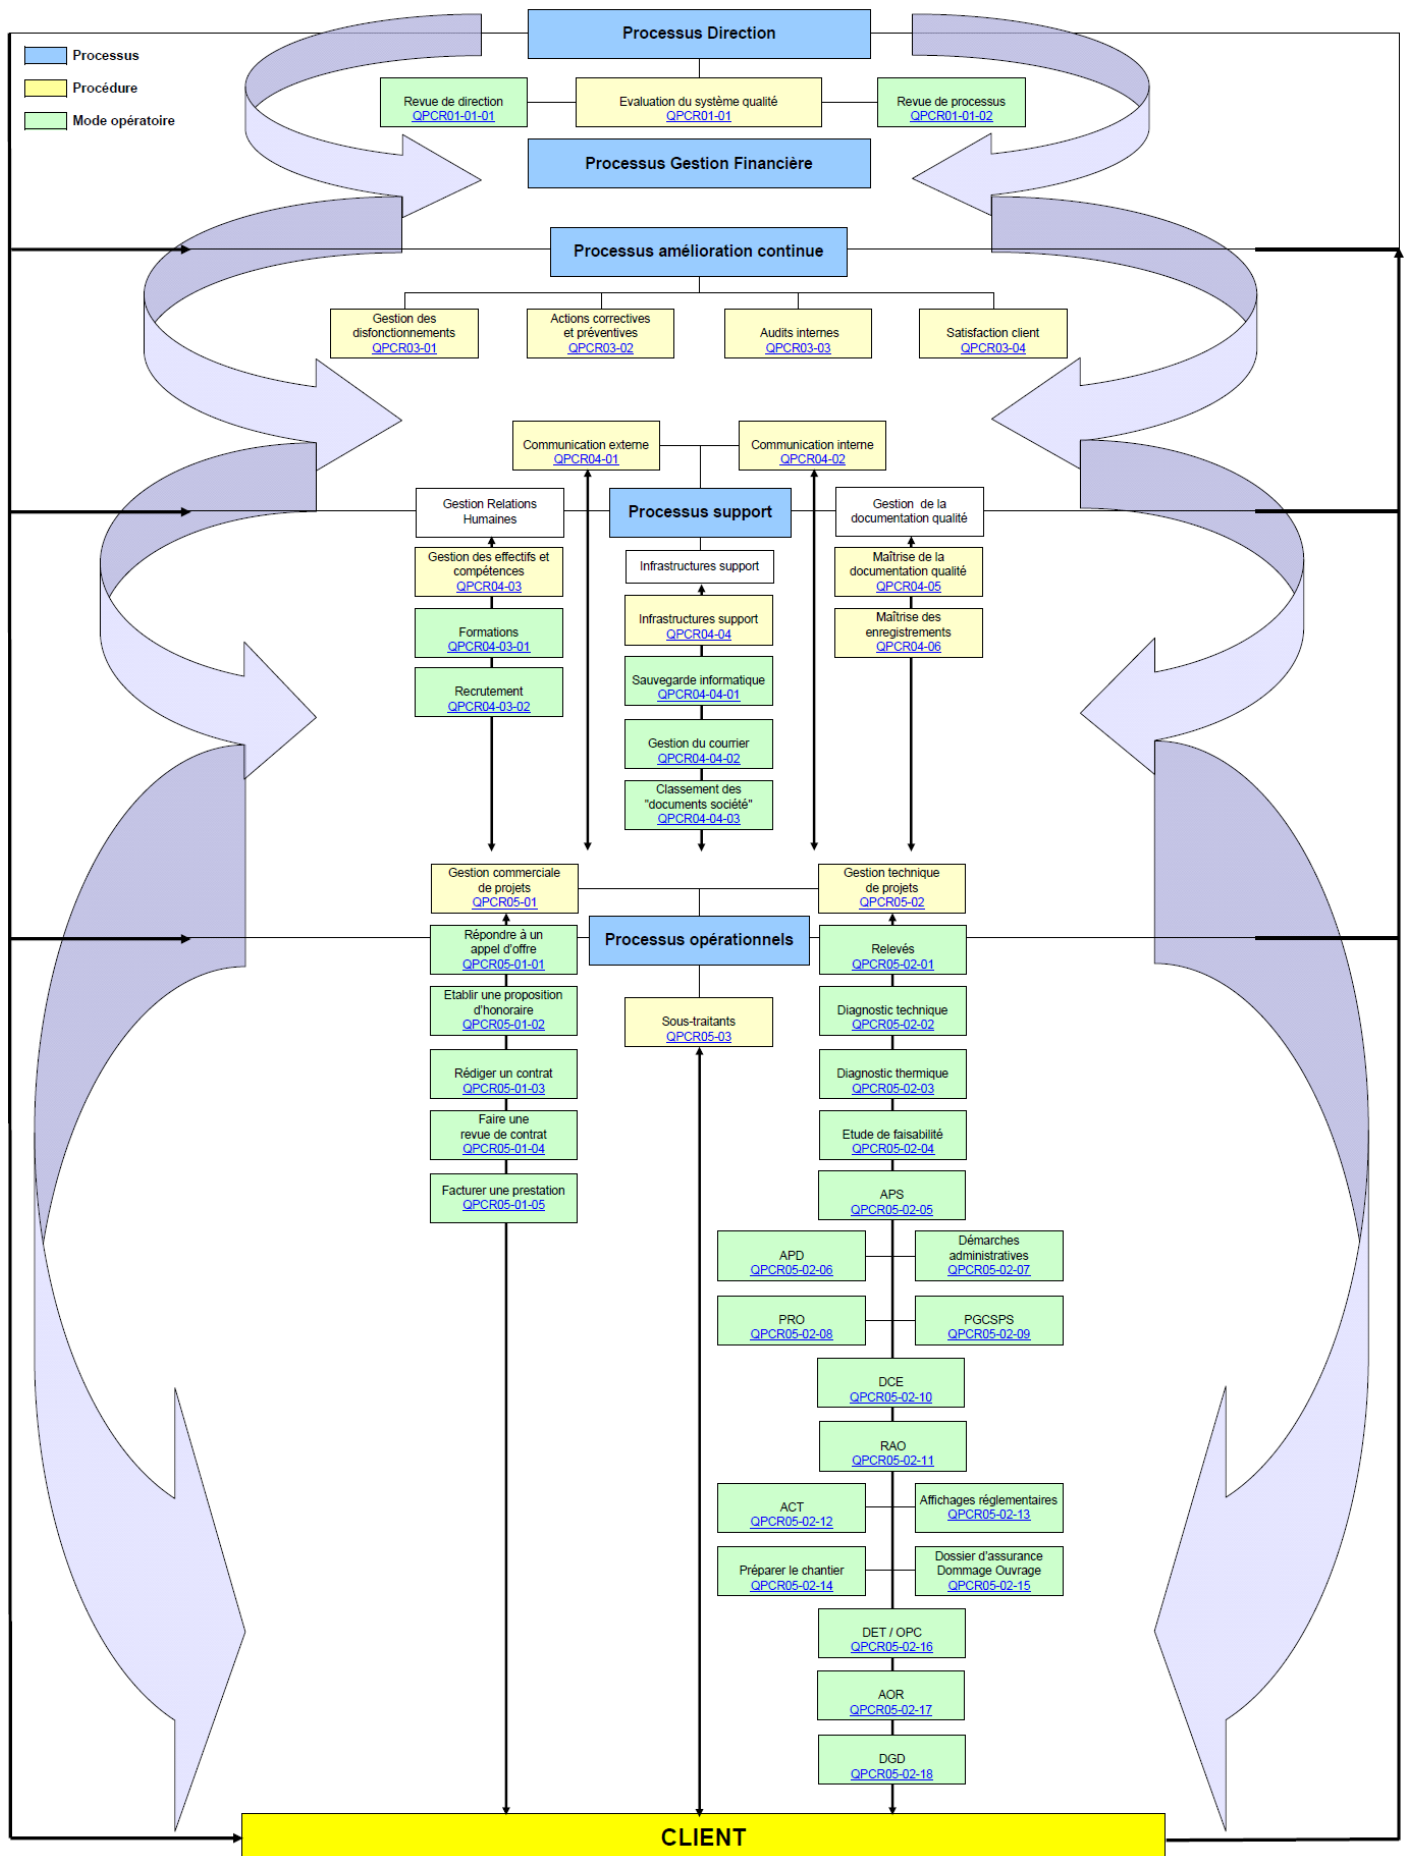 Processus Direction
Processus
Procédure
Mode opératoire
Revue de direction
QPCR01-01-01
Evaluation du système qualité
QPCR01-01
Revue de processus
QPCR01-01-02
Processus Gestion Financière
Processus amélioration continue
Gestion des
disfonctionnements
QPCR03-01
Actions correctives
et préventives
QPCR03-02
Audits internes
QPCR03-03
Satisfaction client
QPCR03-04
Communication externe
QPCR04-01
Communication interne
QPCR04-02
Gestion Relations
Humaines
Processus support
Gestion de la
documentation qualité
Gestion des effectifs et
compétences
QPCR04-03
Infrastructures support
Maîtrise de la
documentation qualité
QPCR04-05
Formations
QPCR04-03-01
Infrastructures support
QPCR04-04
Maîtrise des
enregistrements
QPCR04-06
Recrutement
QPCR04-03-02
Sauvegarde informatique
QPCR04-04-01
Gestion du courrier
QPCR04-04-02
Classement des
"documents société"
QPCR04-04-03
Gestion commerciale
de projets
QPCR05-01
Gestion technique
de projets
QPCR05-02
Répondre à un
appel d'offre
QPCR05-01-01
Processus opérationnels
Relevés
QPCR05-02-01
Etablir une proposition
d'honoraire
QPCR05-01-02
Sous-traitants
QPCR05-03
Diagnostic technique
QPCR05-02-02
Rédiger un contrat
QPCR05-01-03
Diagnostic thermique
QPCR05-02-03
Faire une
revue de contrat
QPCR05-01-04
Etude de faisabilité
QPCR05-02-04
Facturer une prestation
QPCR05-01-05
APS
QPCR05-02-05
APD
QPCR05-02-06
Démarches
administratives
QPCR05-02-07
PRO
QPCR05-02-08
PGCSPS
QPCR05-02-09
DCE
QPCR05-02-10
RAO
QPCR05-02-11
ACT
QPCR05-02-12
Affichages réglementaires
QPCR05-02-13
Préparer le chantier
QPCR05-02-14
Dossier d'assurance
Dommage Ouvrage
QPCR05-02-15
DET / OPC
QPCR05-02-16
AOR
QPCR05-02-17
DGD
QPCR05-02-18
CLIENT